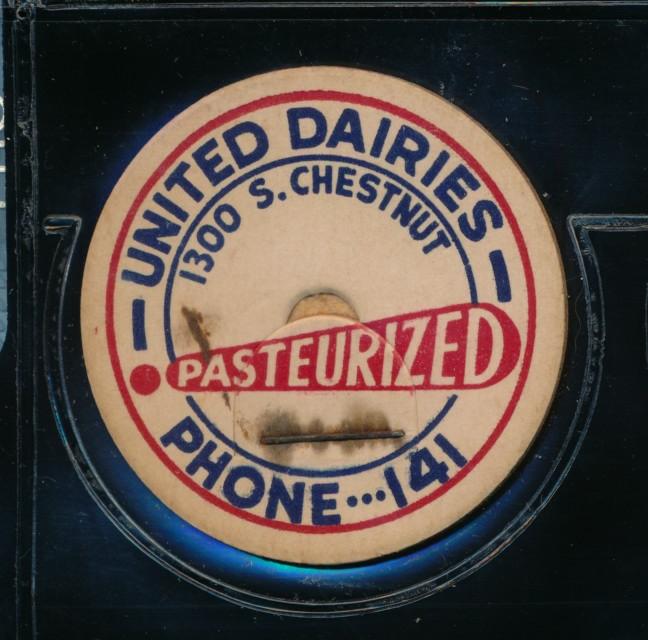 UNITED DAIRIES
1300 S. CHESTNUT
PASTEURIZED
PHONE...141